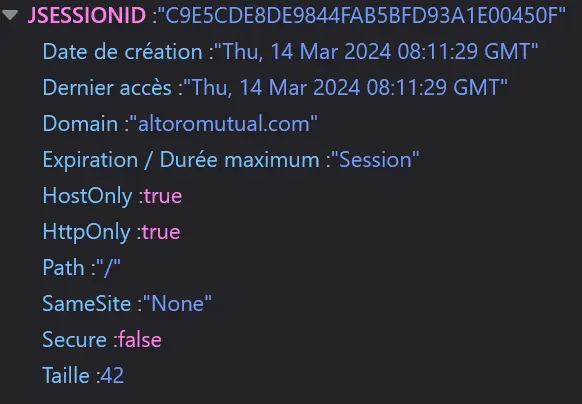 JSESSIONID :"C9E5CDE8DE9844FAB5BFD93A1E00450F"
Date de création :"Thu, 14 Mar 2024 08:11:29 GMT"
Dernier accès :"Thu, 14 Mar 2024 08:11:29 GMT"
Domain :"altoromutual.com"
Expiration / Durée maximum :"Session"
HostOnly :true
HttpOnly :true
Path :"/"
SameSite :"None"
Secure :false
Taille :42